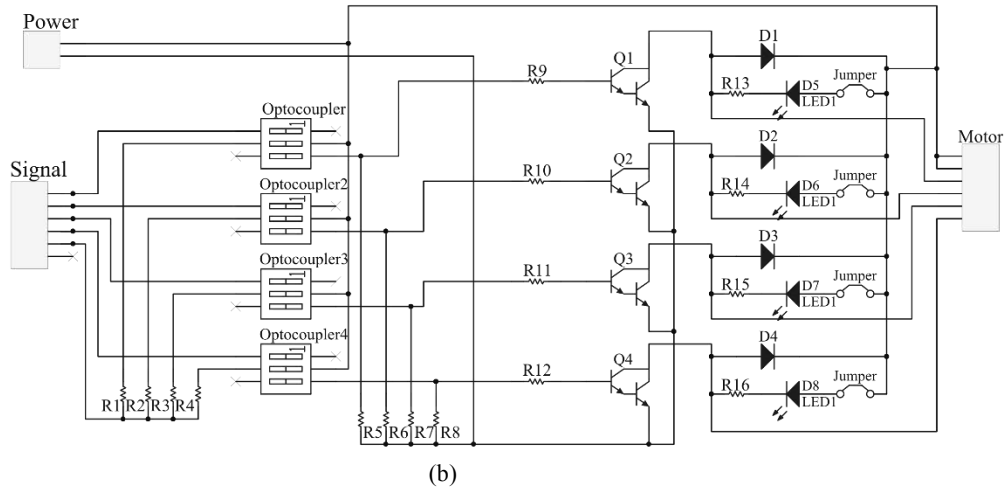 Power
Signal
Optocoupler
Optocoupler2
Optocoupler3
Optocoupler4
R1
R2
R3
R4
R5
R6
R7
R8
R9
R10
R11
R12
Q1
Q2
Q3
Q4
D1
R13
D5
LED1
Jumper
D2
R14
D6
LED1
Jumper
D3
R15
D7
LED1
Jumper
D4
R16
D8
LED1
Jumper
Motor
(b)